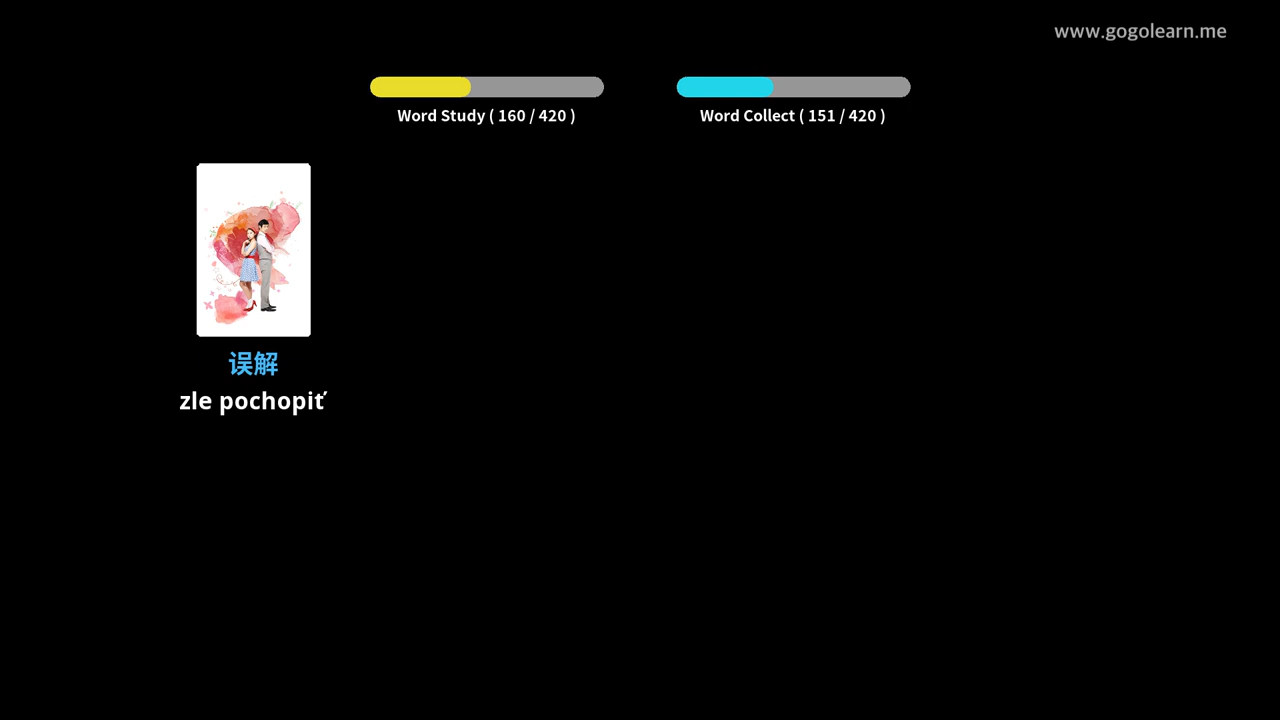 www.gogolearn.me
Word Study ( 160 / 420 )
Word Collect ( 151 / 420 )
误解
zle pochopiť